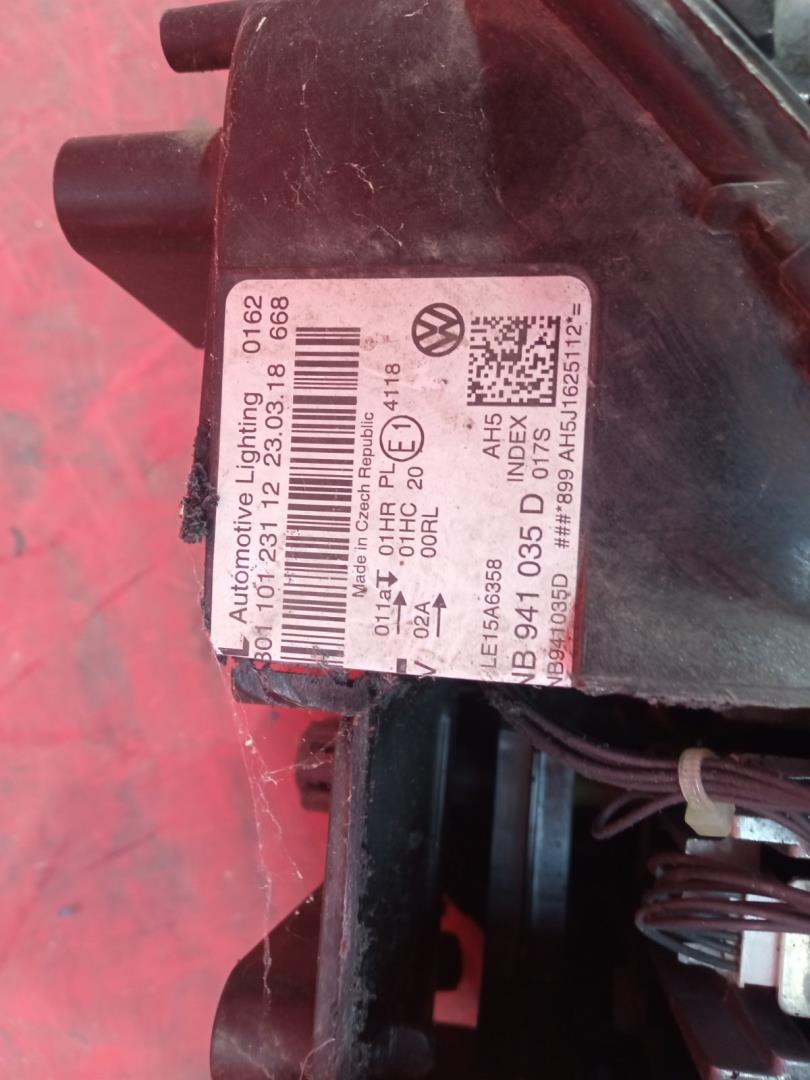 L Automotive Lighting 0162
301 101 231 12 23.03.18 668
Made in Czech Republic
011a 01HR PL E1 4118
01HC 20
02A 00RL
LE15A6358 AH5
NB 941 035 D INDEX
017S
NB941035D ###*899 AH5J1625112*=